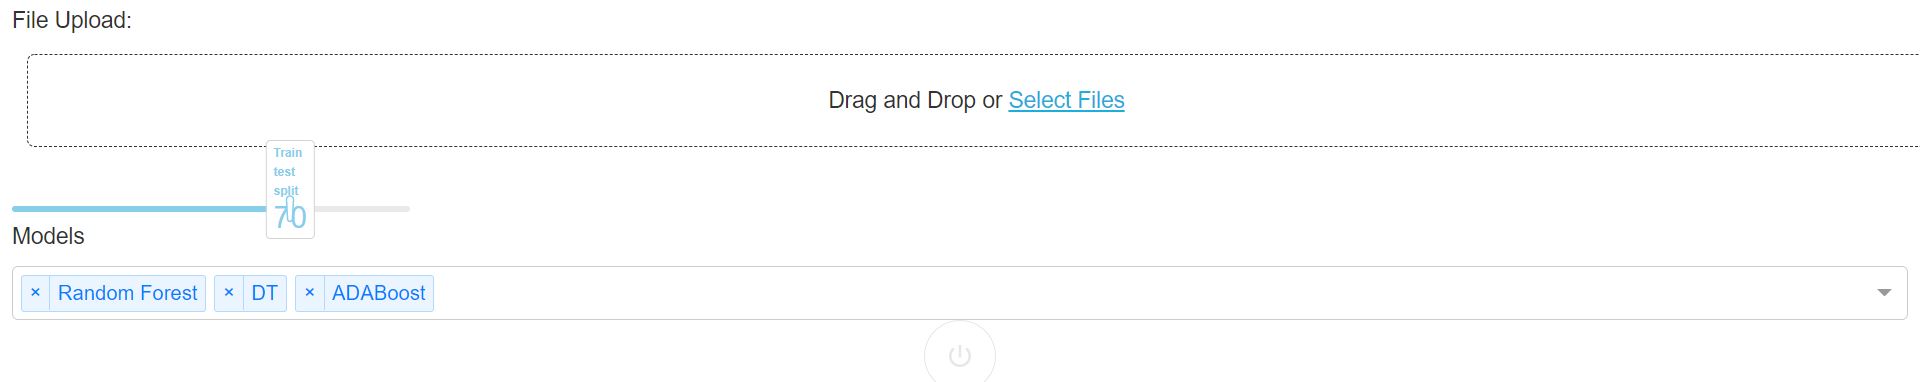 File Upload:
Drag and Drop or Select Files
Train
test
split
70
Models
× Random Forest × DT × ADABoost